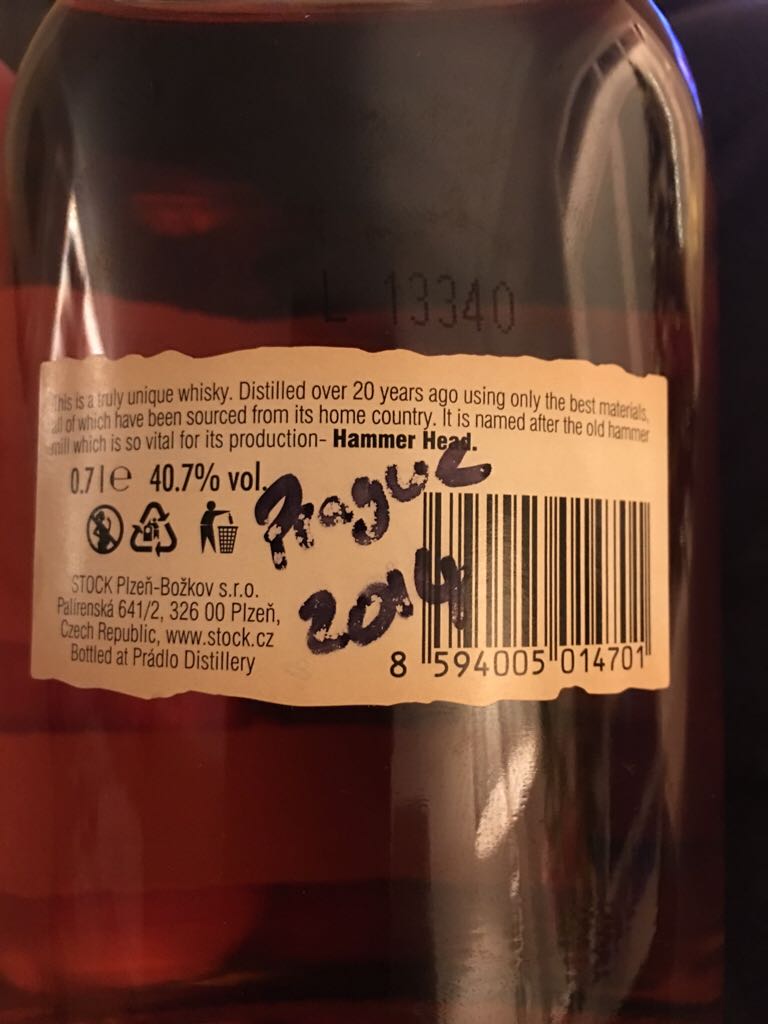 L 13340
This is a truly unique whisky. Distilled over 20 years ago using only the best materials,
all of which have been sourced from its home country. It is named after the old hammer
mill which is so vital for its production- Hammer Head.
0.7 l e 40.7% vol.
Prague
2014
STOCK Plzeň-Božkov s.r.o.
Palírenská 641/2, 326 00 Plzeň,
Czech Republic, www.stock.cz
Bottled at Prádlo Distillery
8 594005 014701